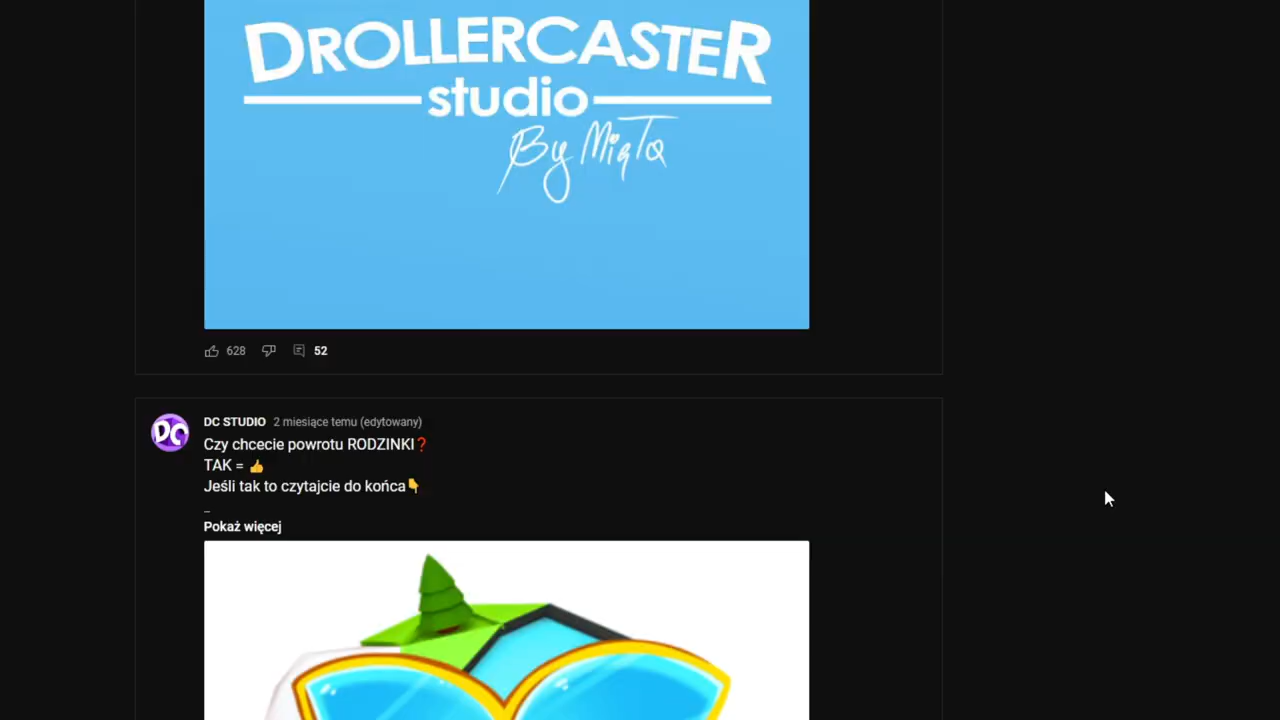 DROLLERCASTER
studio
By MiąTa
628
52
DC STUDIO 2 miesiące temu (edytowany)
Czy chcecie powrotu RODZINKI❓
TAK = 👍
Jeśli tak to czytajcie do końca👇
_
Pokaż więcej